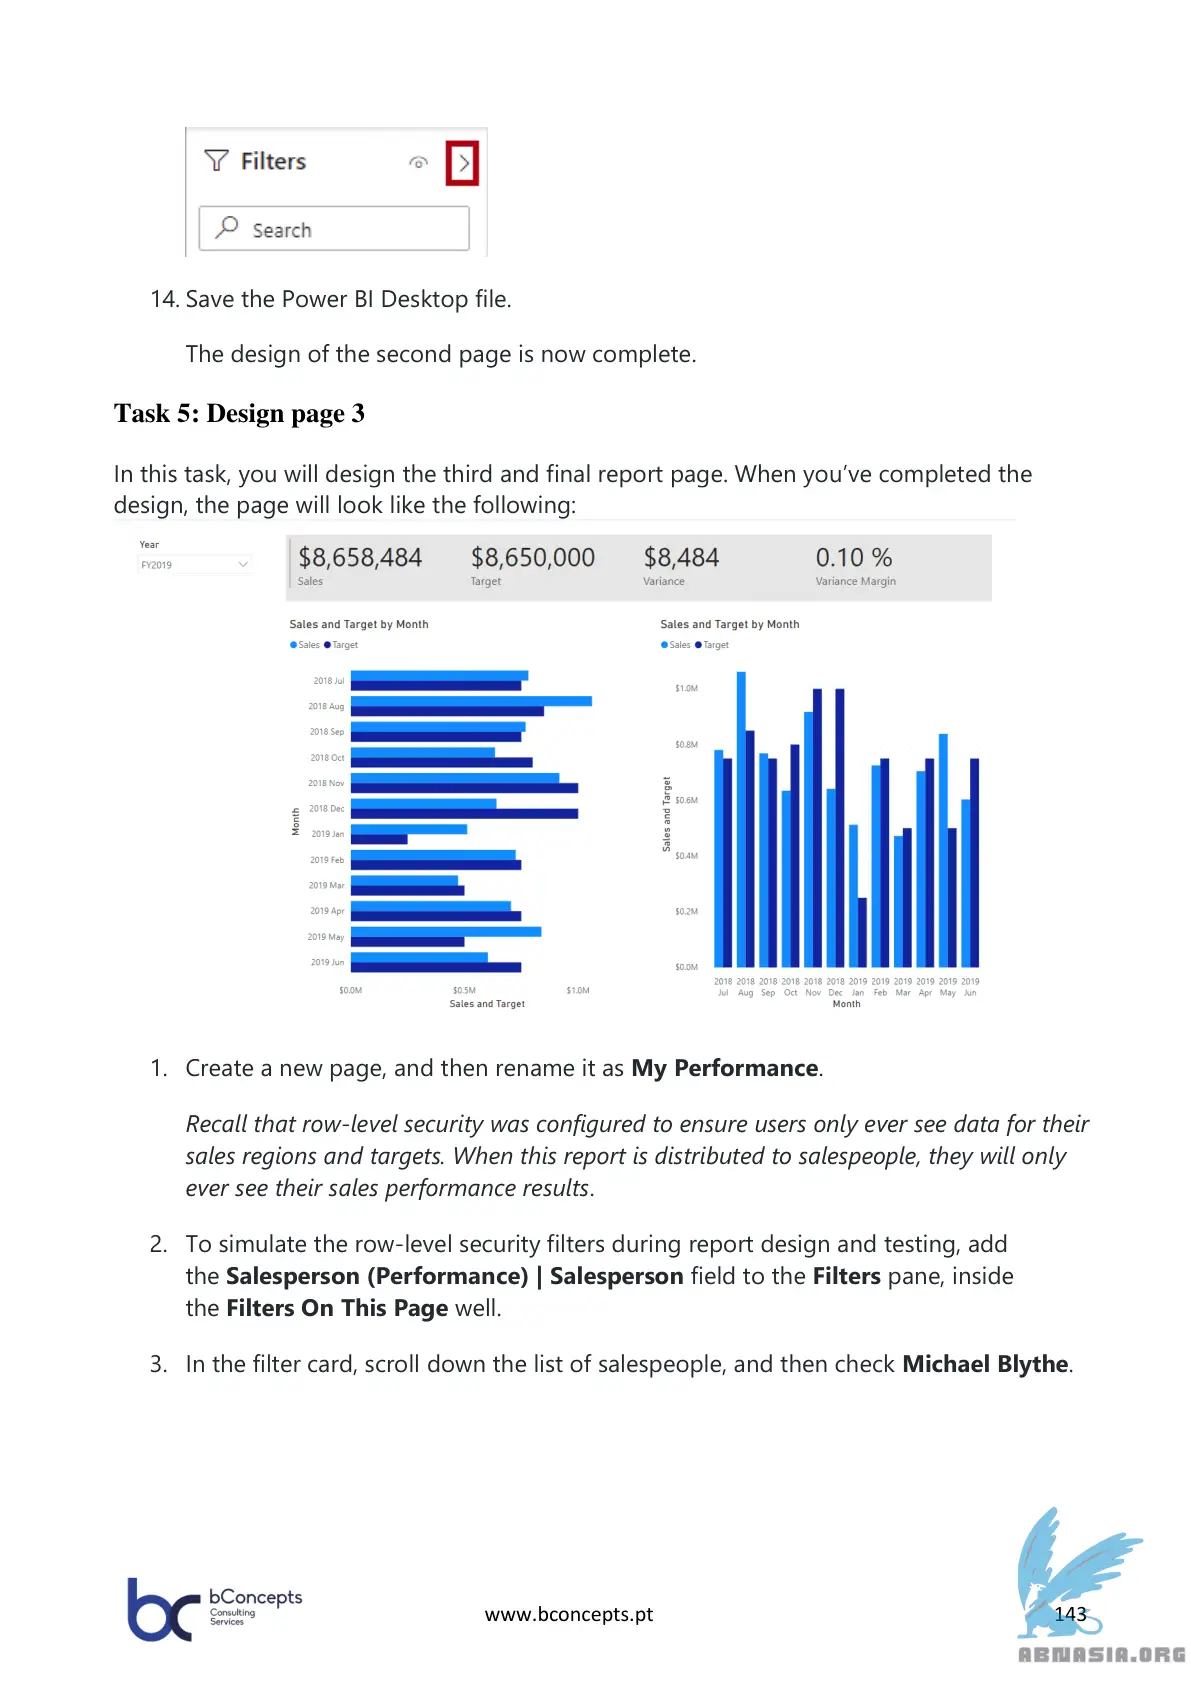 Filters
Search
14. Save the Power BI Desktop file.
The design of the second page is now complete.
Task 5: Design page 3
In this task, you will design the third and final report page. When you’ve completed the
design, the page will look like the following:
Year
FY2019
$8,658,484
Sales
$8,650,000
Target
$8,484
Variance
0.10 %
Variance Margin
Sales and Target by Month
Sales Target
Month
2018 Jul
2018 Aug
2018 Sep
2018 Oct
2018 Nov
2018 Dec
2019 Jan
2019 Feb
2019 Mar
2019 Apr
2019 May
2019 Jun
$0.0M $0.5M $1.0M
Sales and Target
Sales and Target by Month
Sales Target
Sales and Target
$1.0M
$0.8M
$0.6M
$0.4M
$0.2M
$0.0M
2018 2018 2018 2018 2018 2018 2019 2019 2019 2019 2019 2019
Jul Aug Sep Oct Nov Dec Jan Feb Mar Apr May Jun
Month
1. Create a new page, and then rename it as My Performance.
Recall that row-level security was configured to ensure users only ever see data for their
sales regions and targets. When this report is distributed to salespeople, they will only
ever see their sales performance results.
2. To simulate the row-level security filters during report design and testing, add
the Salesperson (Performance) | Salesperson field to the Filters pane, inside
the Filters On This Page well.
3. In the filter card, scroll down the list of salespeople, and then check Michael Blythe.
bc bConcepts
Consulting
Services
www.bconcepts.pt
143
ABNASIA.ORG